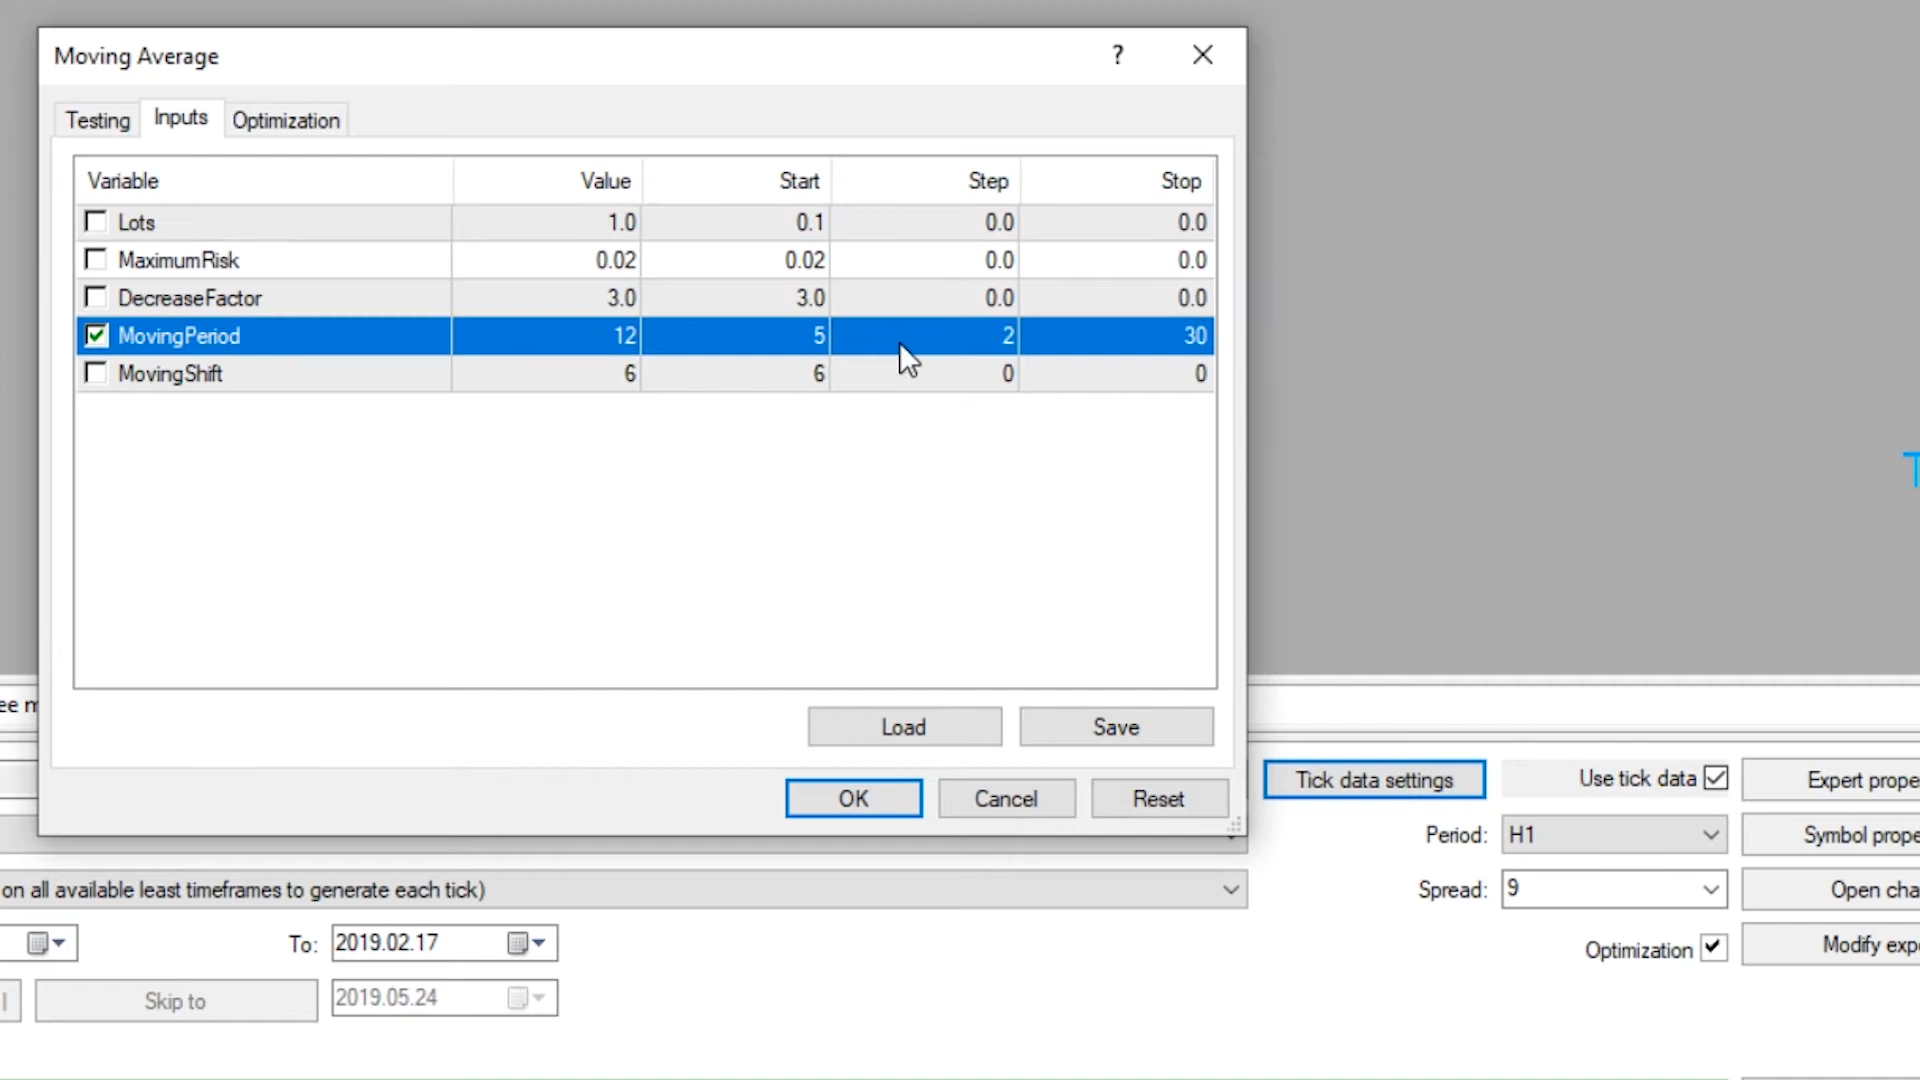 Moving Average ?
Testing Inputs Optimization
Variable Value Start Step Stop
Lots 1.0 0.1 0.0 0.0
MaximumRisk 0.02 0.02 0.0 0.0
DecreaseFactor 3.0 3.0 0.0 0.0
MovingPeriod 12 5 2 30
MovingShift 6 6 0 0
Load Save
OK Cancel Reset
Tick data settings Use tick data Expert prope
Period: H1 Symbol prope
on all available least timeframes to generate each tick) Spread: 9 Open cha
To: 2019.02.17 Optimization Modify expe
Skip to 2019.05.24